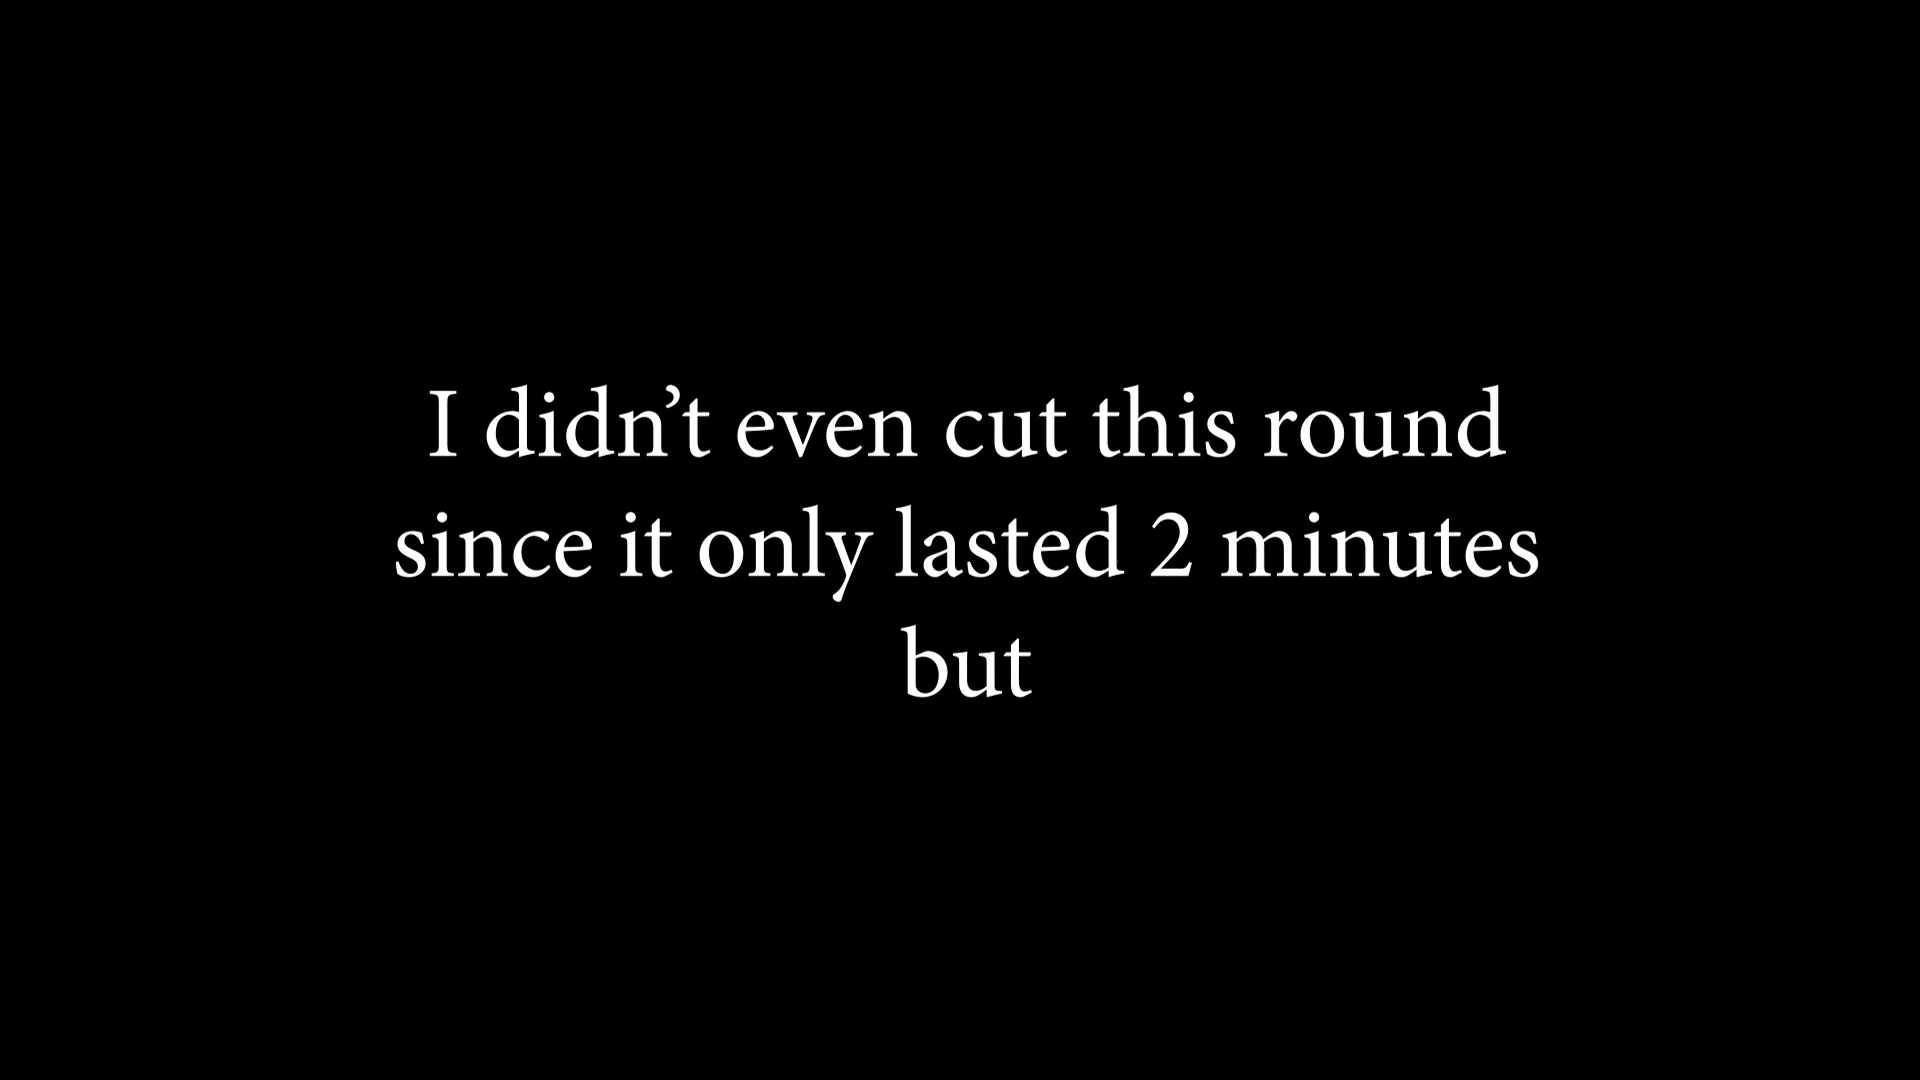 I didn’t even cut this round
since it only lasted 2 minutes
but